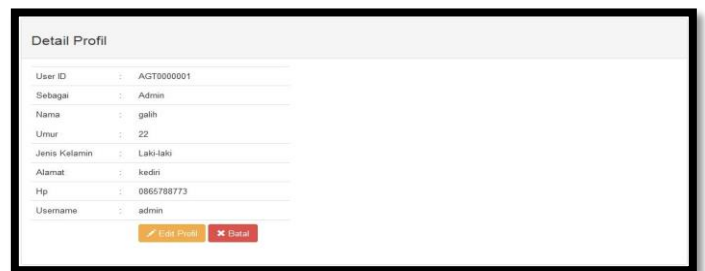 Detail Profil
User ID : AGT0000001
Sebagai : Admin
Nama : galih
Umur : 22
Jenis Kelamin : Laki-laki
Alamat : kediri
Hp : 0865788773
Username : admin
Edit Profil Batal